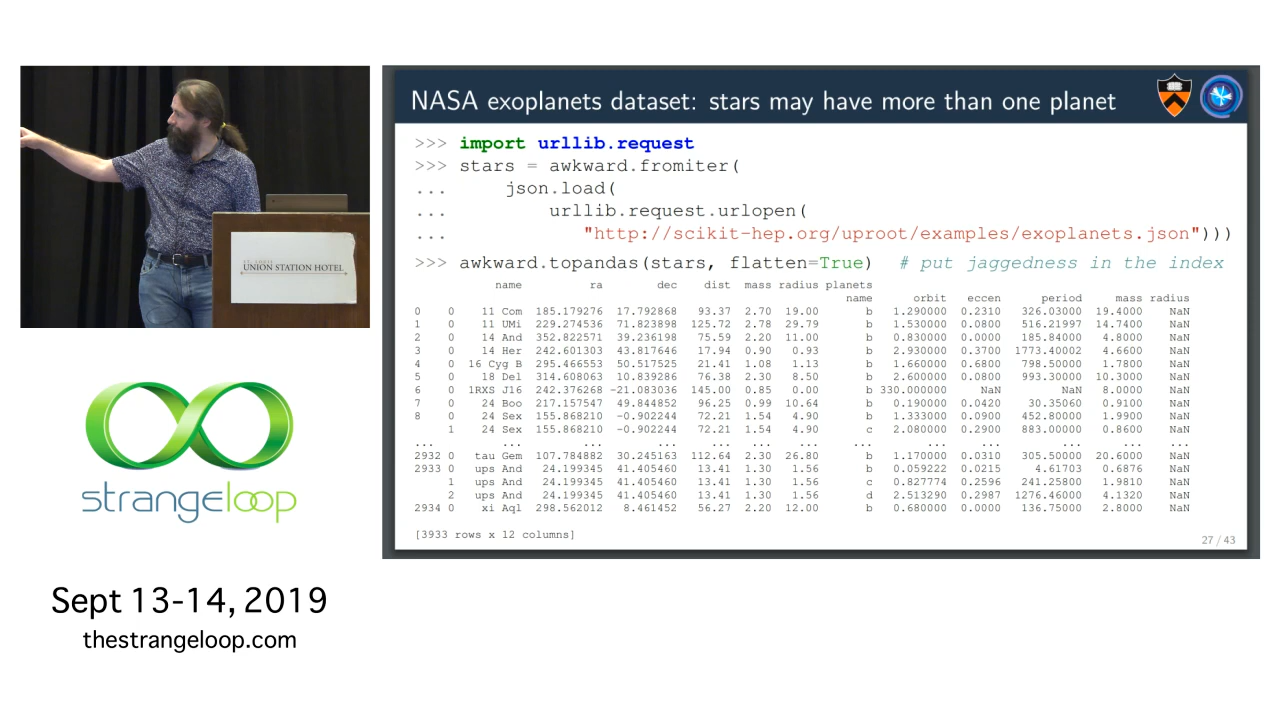 NASA exoplanets dataset: stars may have more than one planet
>>> import urllib.request
>>> stars = awkward.fromiter(
... json.load(
... urllib.request.urlopen(
... "http://scikit-hep.org/uproot/examples/exoplanets.json")))
>>> awkward.topandas(stars, flatten=True) # put jaggedness in the index
name ra dec dist mass radius planets
name orbit eccen period mass radius
0 0 11 Com 185.179276 17.792868 93.37 2.70 19.00 b 1.290000 0.2310 326.03000 19.4000 NaN
1 0 11 UMi 229.274536 71.823898 125.72 2.78 29.79 b 1.530000 0.0800 516.21997 14.7400 NaN
2 0 14 And 352.822571 39.236198 75.59 2.20 11.00 b 0.830000 0.0000 185.84000 4.8000 NaN
3 0 14 Her 242.601303 43.817646 17.94 0.90 0.93 b 2.930000 0.3700 1773.40002 4.6600 NaN
4 0 16 Cyg B 295.466553 50.517525 21.41 1.08 1.13 b 1.660000 0.6800 798.50000 1.7800 NaN
5 0 18 Del 314.608063 10.839286 76.38 2.30 8.50 b 2.600000 0.0800 993.30000 10.3000 NaN
6 0 1RXS J16 242.376268 -21.083036 145.00 0.85 0.00 b 330.000000 NaN NaN 8.0000 NaN
7 0 24 Boo 217.157547 49.844852 96.25 0.99 10.64 b 0.190000 0.0420 30.35060 0.9100 NaN
8 0 24 Sex 155.868210 -0.902244 72.21 1.54 4.90 b 1.333000 0.0900 452.80000 1.9900 NaN
1 24 Sex 155.868210 -0.902244 72.21 1.54 4.90 c 2.080000 0.2900 883.00000 0.8600 NaN
... ... ... ... ... ... ... ... ... ... ... ... ...
2932 0 tau Gem 107.784882 30.245163 112.64 2.30 26.80 b 1.170000 0.0310 305.50000 20.6000 NaN
2933 0 ups And 24.199345 41.405460 13.41 1.30 1.56 b 0.059222 0.0215 4.61703 0.6876 NaN
1 ups And 24.199345 41.405460 13.41 1.30 1.56 c 0.827774 0.2596 241.25800 1.9810 NaN
2 ups And 24.199345 41.405460 13.41 1.30 1.56 d 2.513290 0.2987 1276.46000 4.1320 NaN
2934 0 xi Aql 298.562012 8.461452 56.27 2.20 12.00 b 0.680000 0.0000 136.75000 2.8000 NaN
[3933 rows x 12 columns]
27 / 43
UNION STATION HOTEL
strangeloop
Sept 13-14, 2019
thestrangeloop.com